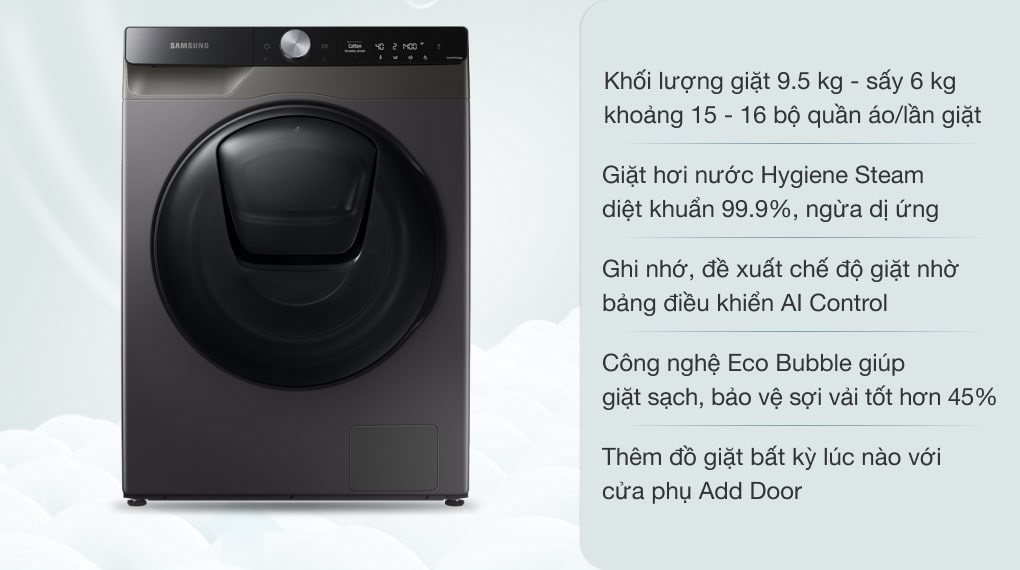 SAMSUNG
Cotton
40 2 1400
Khối lượng giặt 9.5 kg - sấy 6 kg
khoảng 15 - 16 bộ quần áo/lần giặt
Giặt hơi nước Hygiene Steam
diệt khuẩn 99.9%, ngừa dị ứng
Ghi nhớ, đề xuất chế độ giặt nhờ
bảng điều khiển AI Control
Công nghệ Eco Bubble giúp
giặt sạch, bảo vệ sợi vải tốt hơn 45%
Thêm đồ giặt bất kỳ lúc nào với
cửa phụ Add Door